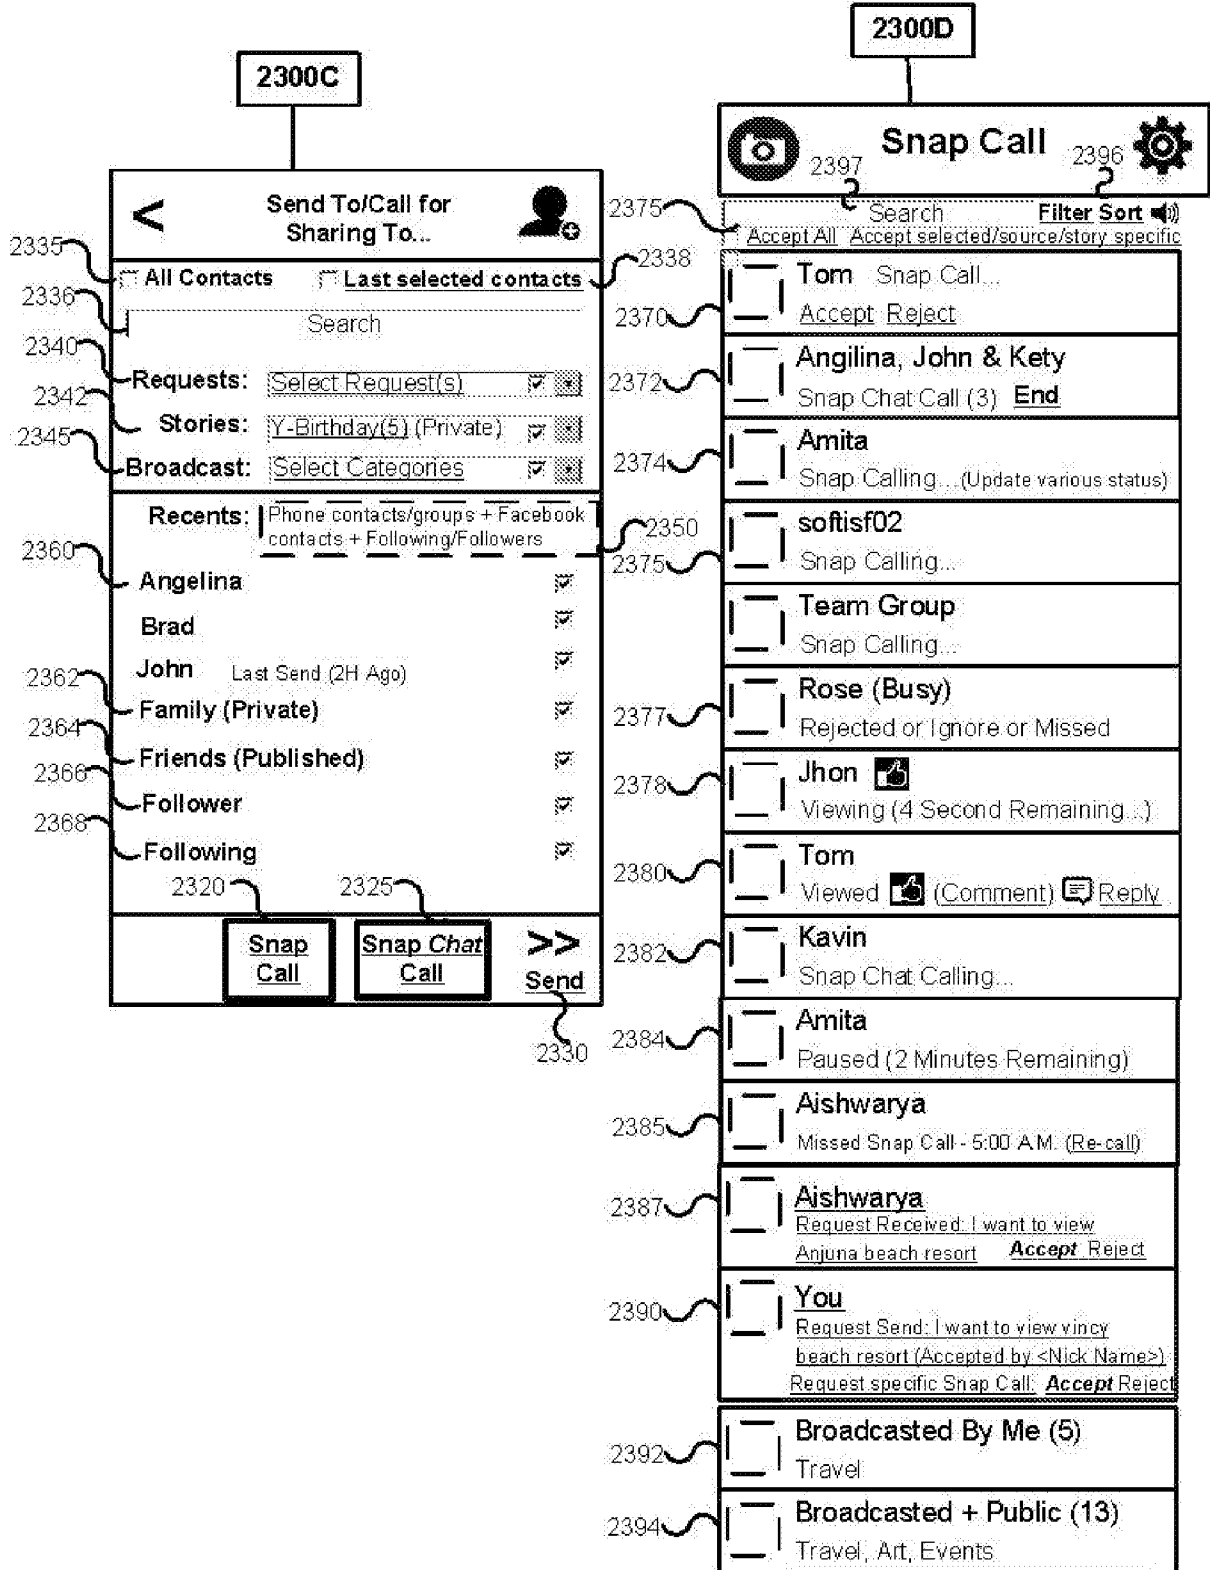 2300C
<
Send To/Call for
Sharing To...
2335
All Contacts
Last selected contacts
2338
2336
Search
2340
Requests: Select Request(s)
2342
Stories: Y-Birthday(5) (Private)
2345
Broadcast: Select Categories
Recents: Phone contacts/groups + Facebook
contacts + Following/Followers
2350
2360
Angelina
Brad
John Last Send (2H Ago)
2362
Family (Private)
2364
Friends (Published)
2366
Follower
2368
Following
2320
2325
Snap
Call
Snap Chat
Call
>>
Send
2330
2300D
Snap Call
2397
2396
2375
Search Filter Sort
Accept All Accept selected/source/story specific
2370
Tom Snap Call...
Accept Reject
2372
Angilina, John & Kety
Snap Chat Call (3) End
2374
Amita
Snap Calling...(Update various status)
2375
softisf02
Snap Calling...
Team Group
Snap Calling...
2377
Rose (Busy)
Rejected or Ignore or Missed
2378
Jhon
Viewing (4 Second Remaining...)
2380
Tom
Viewed (Comment) Reply
2382
Kavin
Snap Chat Calling...
2384
Amita
Paused (2 Minutes Remaining)
2385
Aishwarya
Missed Snap Call - 5:00 A.M. (Re-call)
2387
Aishwarya
Request Received: I want to view
Anjuna beach resort Accept Reject
2390
You
Request Send: I want to view vincy
beach resort (Accepted by <Nick Name>)
Request specific Snap Call: Accept Reject
2392
Broadcasted By Me (5)
Travel
2394
Broadcasted + Public (13)
Travel, Art, Events